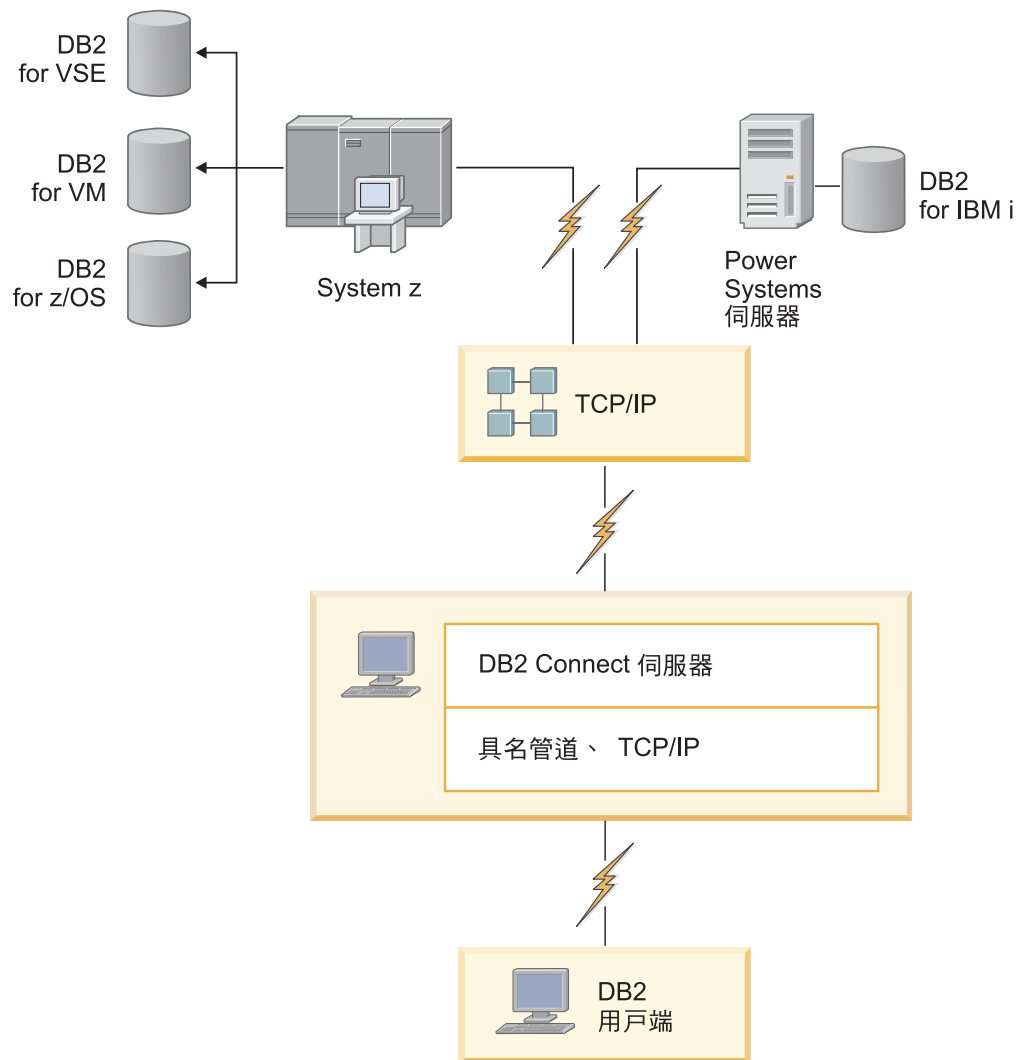 DB2
for VSE
DB2
for VM
DB2
for z/OS
System z
Power
Systems
伺服器
DB2
for IBM i
TCP/IP
DB2 Connect 伺服器
具名管道、 TCP/IP
DB2
用戶端